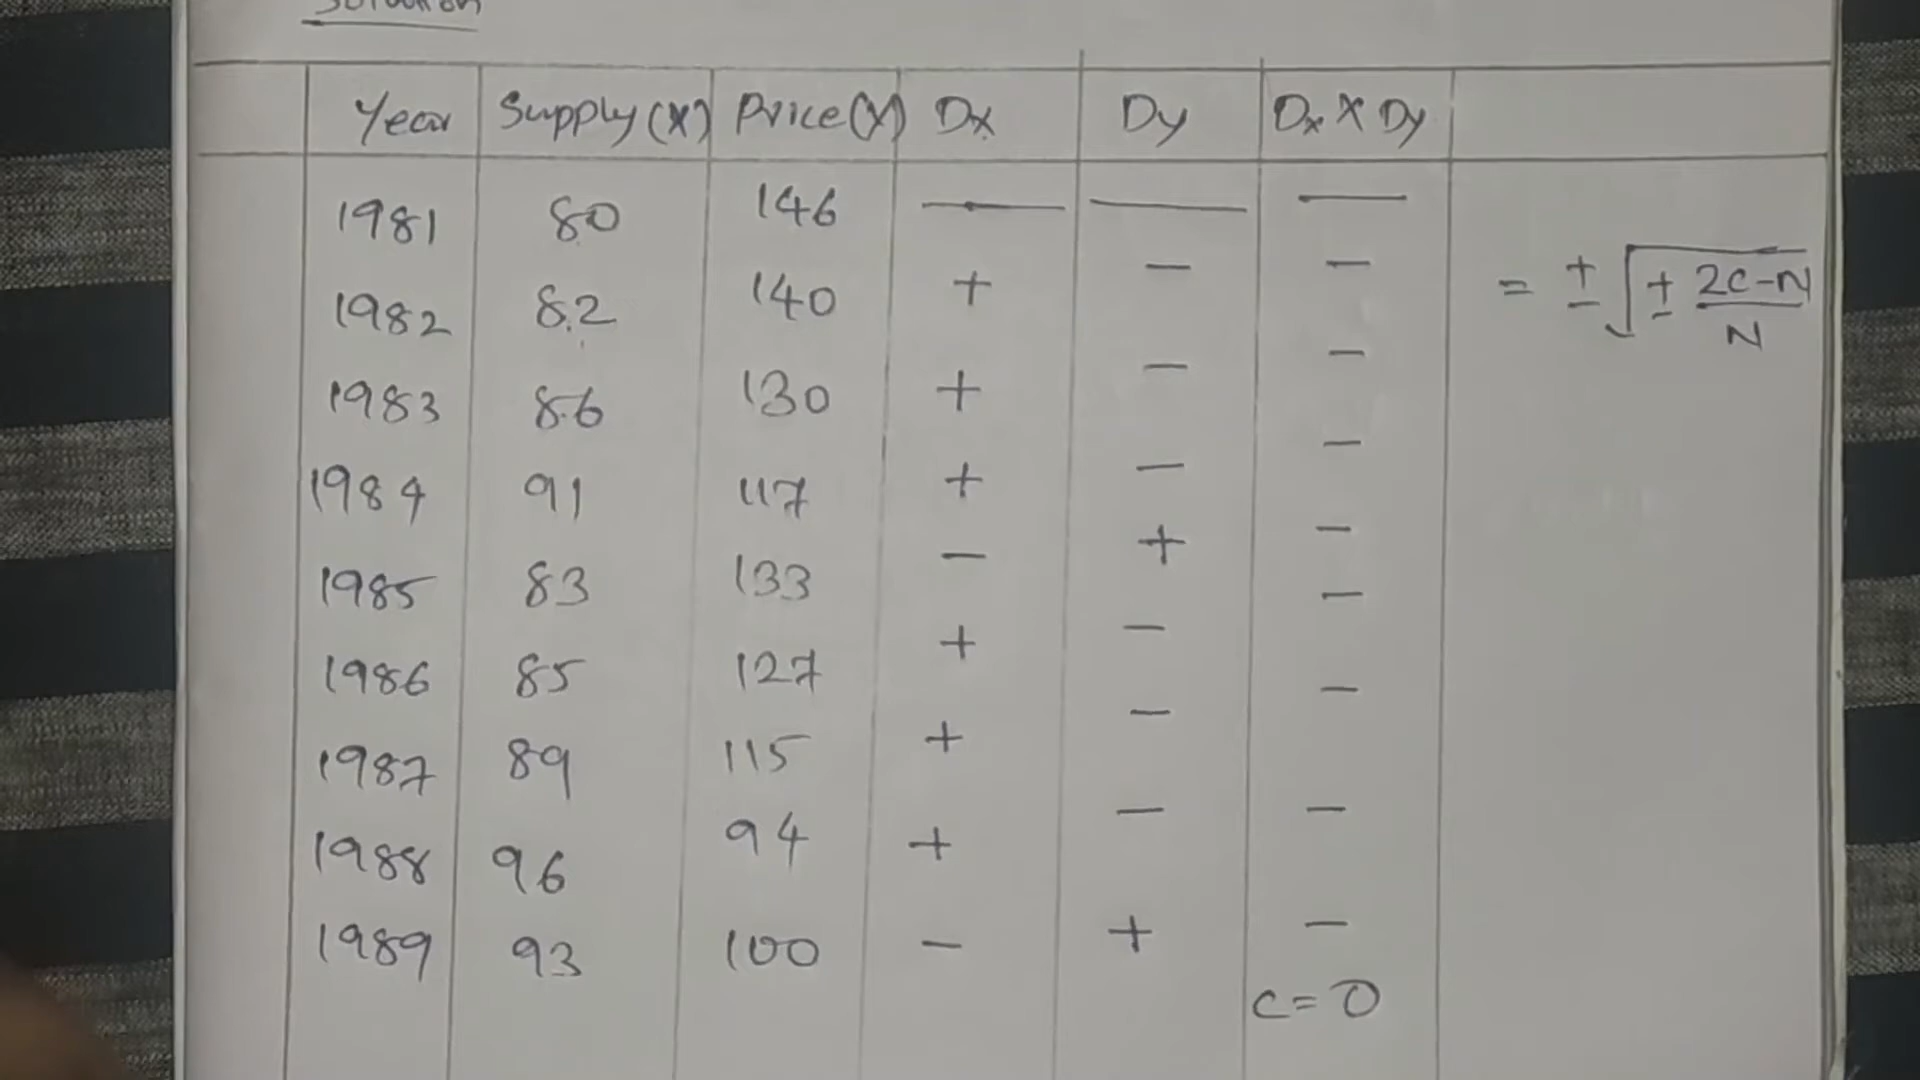 Solution
Year Supply (X) Price (Y) Dx Dy Dx X Dy
1981 80 146 — — —
1982 82 140 + - -
1983 86 130 + - -
1984 91 117 + - -
1985 83 133 - + -
1986 85 127 + - -
1987 89 115 + - -
1988 96 94 + - -
1989 93 100 - + -
C = 0
= ± √ ± 2C-N / N